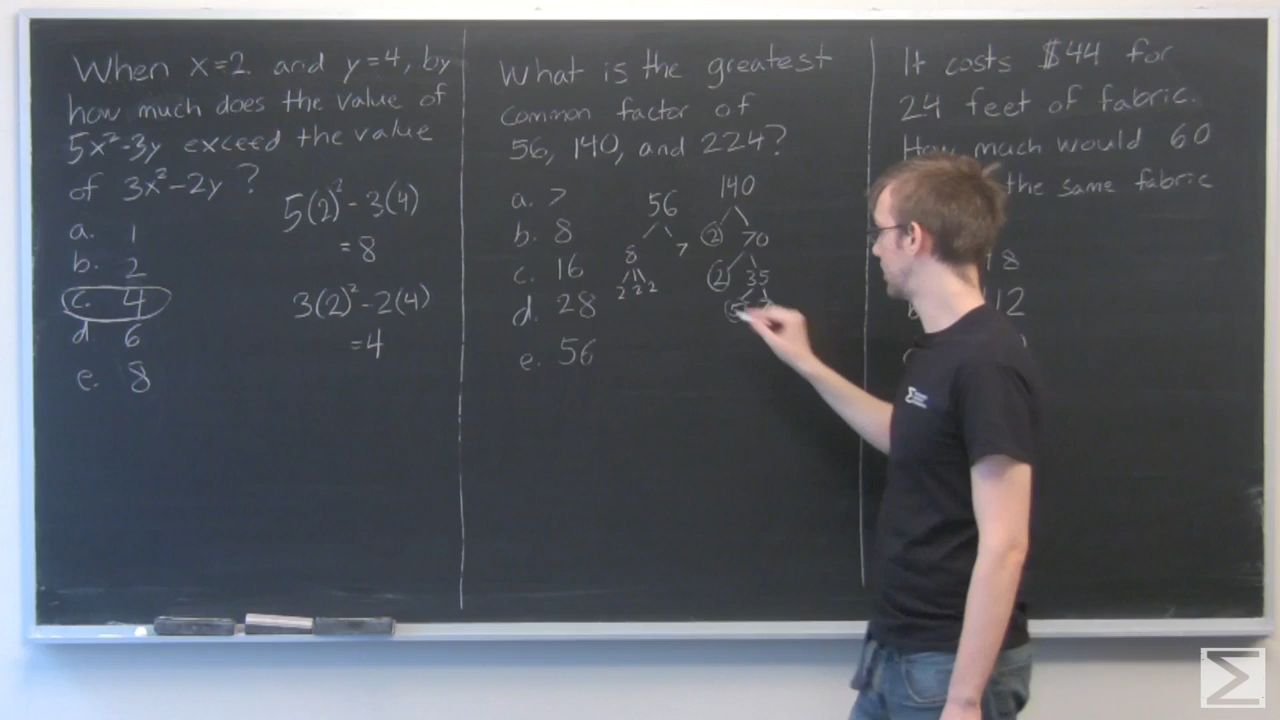 When x=2 and y=4, by
how much does the value of
5x²-3y exceed the value
of 3x²-2y ?
a. 1
b. 2
c. 4
d 6
e. 8
5(2)² - 3(4)
= 8
3(2)² - 2(4)
= 4
What is the greatest
common factor of
56, 140, and 224?
a. 7
b. 8
c. 16
d. 28
e. 56
56
8 7
2 2 2
140
2 70
2 35
5
It costs $44 for
24 feet of fabric.
How much would 60
the same fabric
8
12
Σ